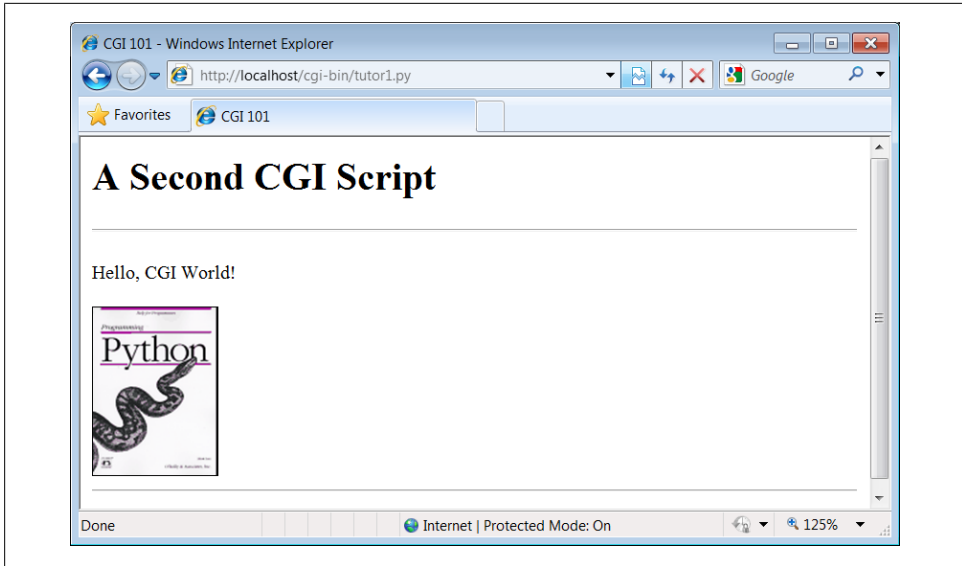 CGI 101 - Windows Internet Explorer
http://localhost/cgi-bin/tutor1.py
Google
Favorites
CGI 101
A Second CGI Script
Hello, CGI World!
Programming
Python
Done
Internet | Protected Mode: On
125%